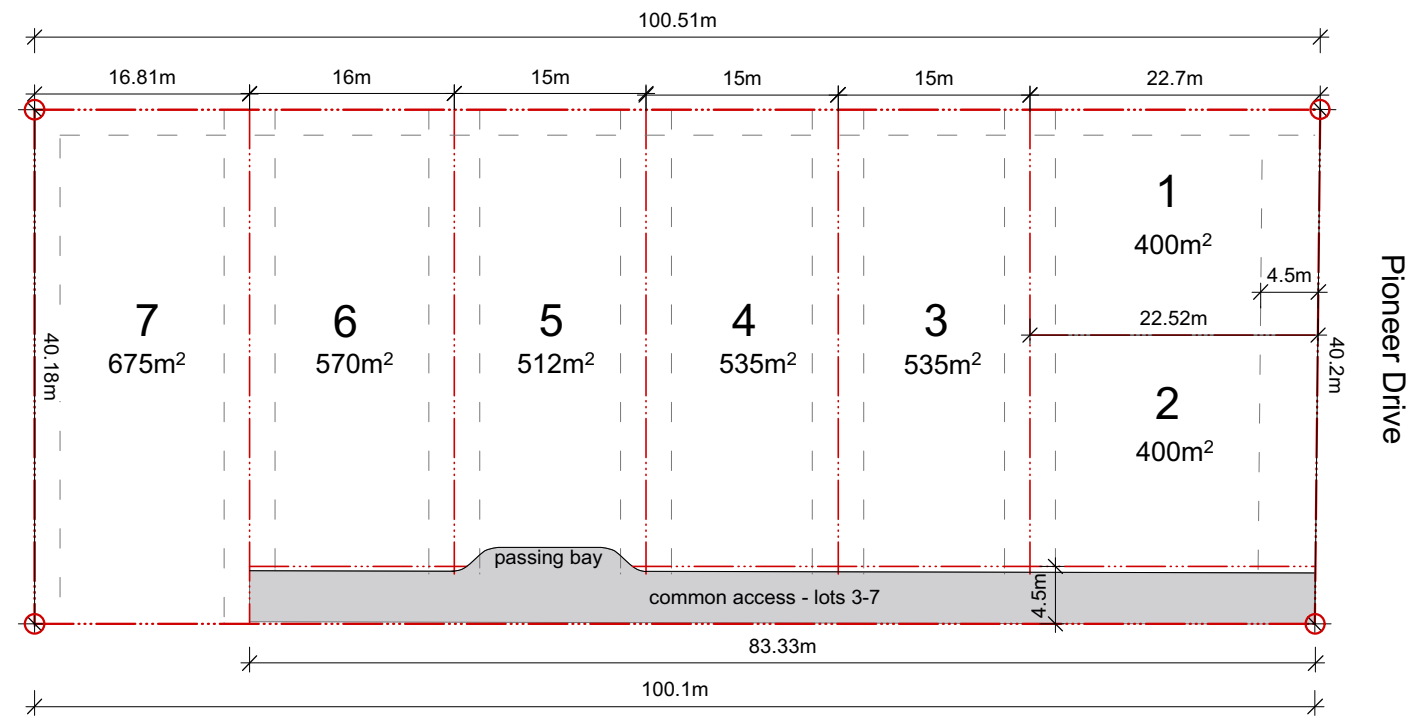 100.51m
16.81m
16m
15m
15m
15m
22.7m
1
400m²
4.5m
22.52m
7
675m²
6
570m²
5
512m²
4
535m²
3
535m²
40.18m
40.2m
Pioneer Drive
2
400m²
passing bay
common access - lots 3-7
4.5m
83.33m
100.1m